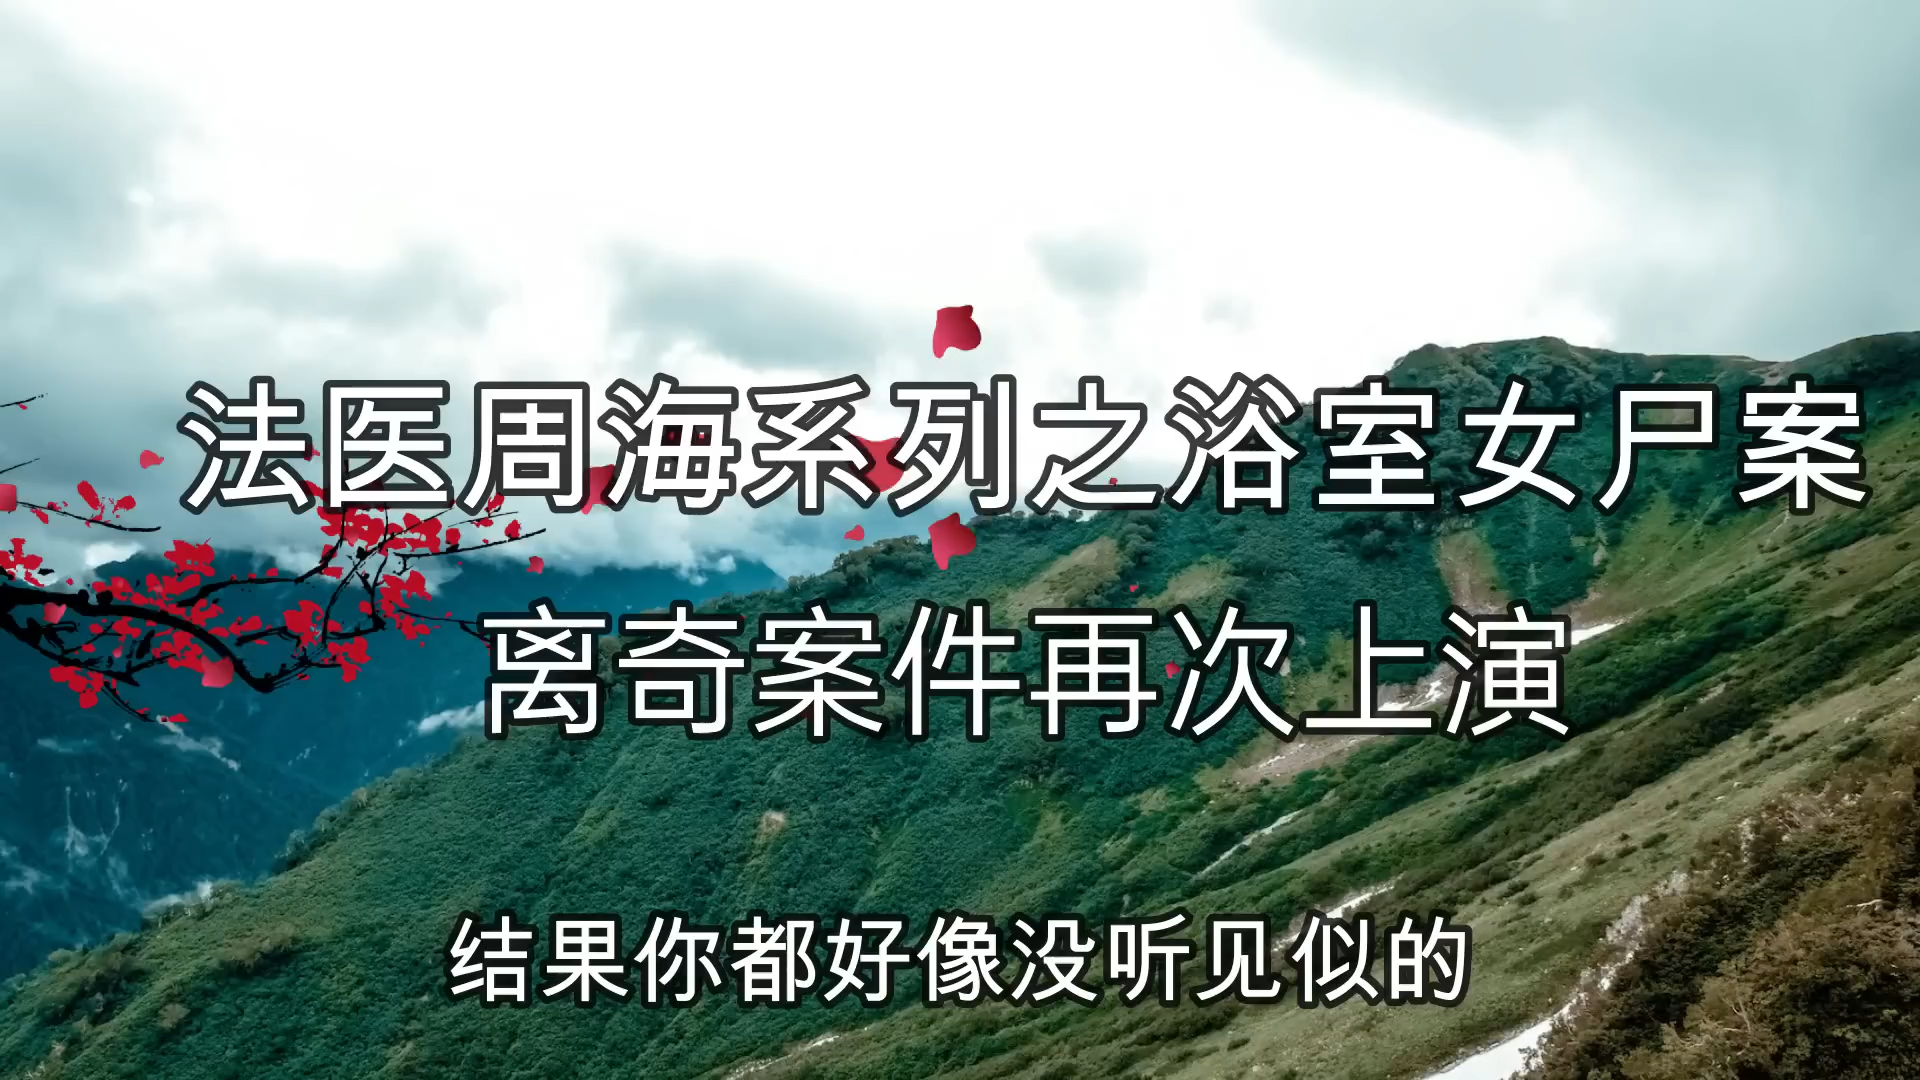 法医周海系列之浴室女尸案
离奇案件再次上演
结果你都好像没听见似的